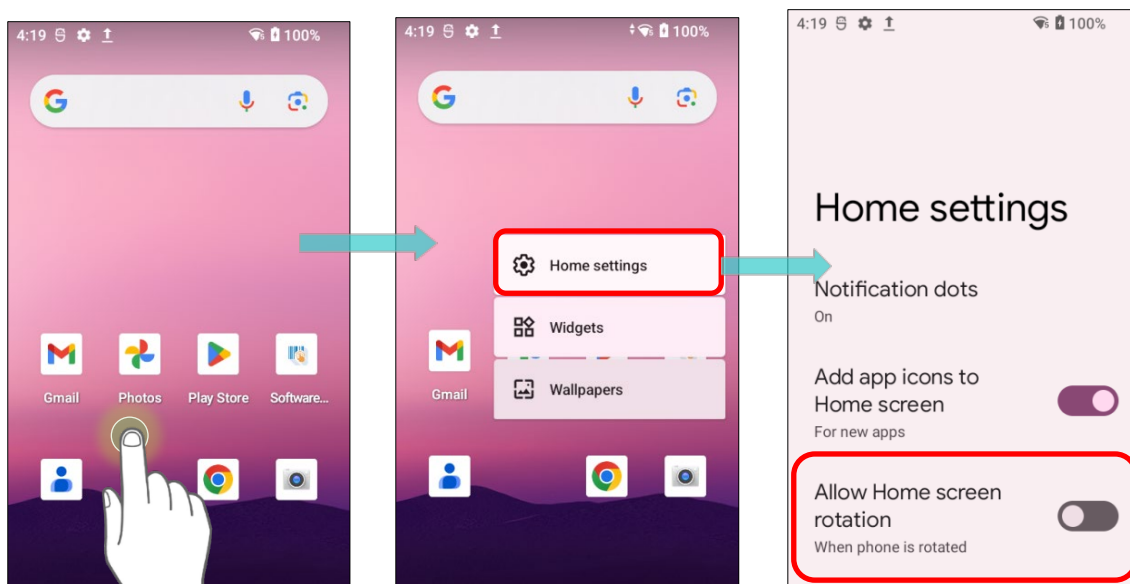 4:19 100%
Gmail Photos Play Store Software...
4:19 100%
Home settings
Widgets
Wallpapers
Gmail
4:19 100%
Home settings
Notification dots
On
Add app icons to
Home screen
For new apps
Allow Home screen
rotation
When phone is rotated